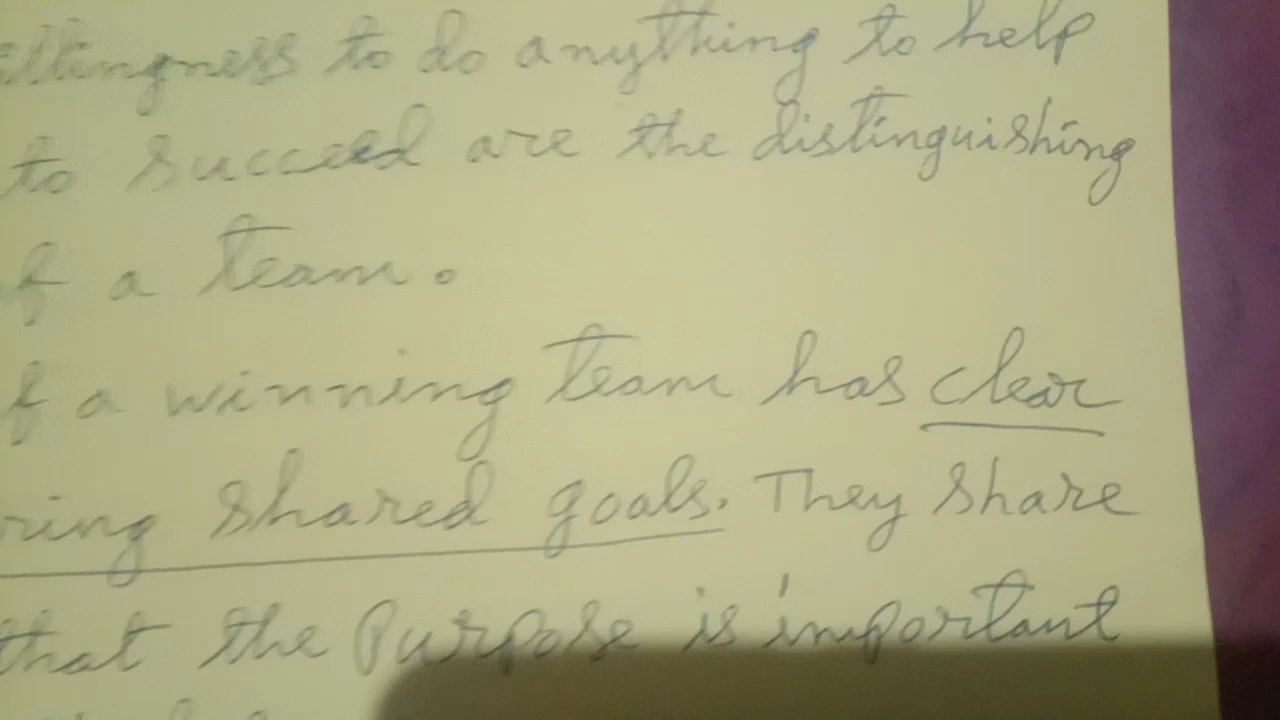 illingness to do anything to help
to succeed are the distinguishing
f a team.
f a winning team has clear
ring shared goals. They share
that the Purpose is important